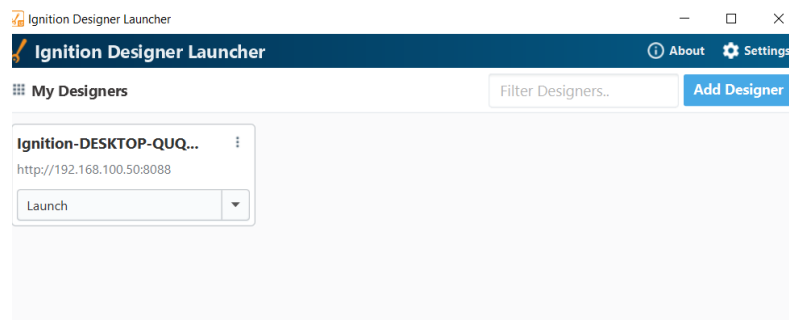 Ignition Designer Launcher
Ignition Designer Launcher
About
Settings
My Designers
Filter Designers..
Add Designer
Ignition-DESKTOP-QUQ...
http://192.168.100.50:8088
Launch